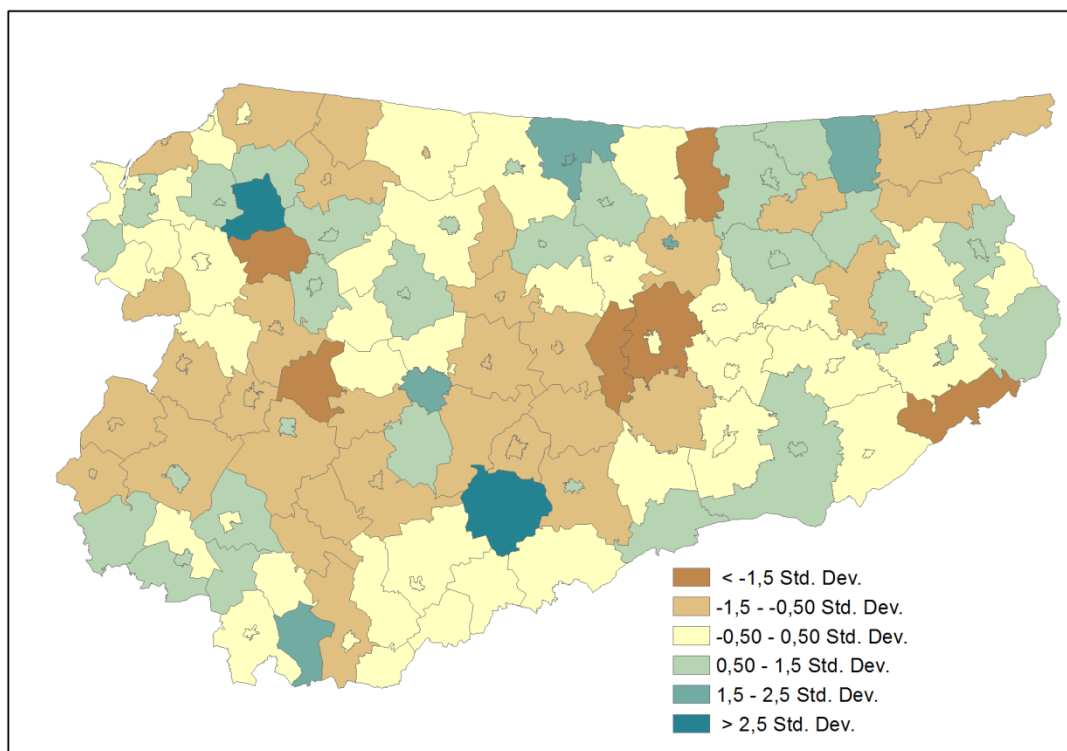 < -1,5 Std. Dev.
-1,5 - -0,50 Std. Dev.
-0,50 - 0,50 Std. Dev.
0,50 - 1,5 Std. Dev.
1,5 - 2,5 Std. Dev.
> 2,5 Std. Dev.